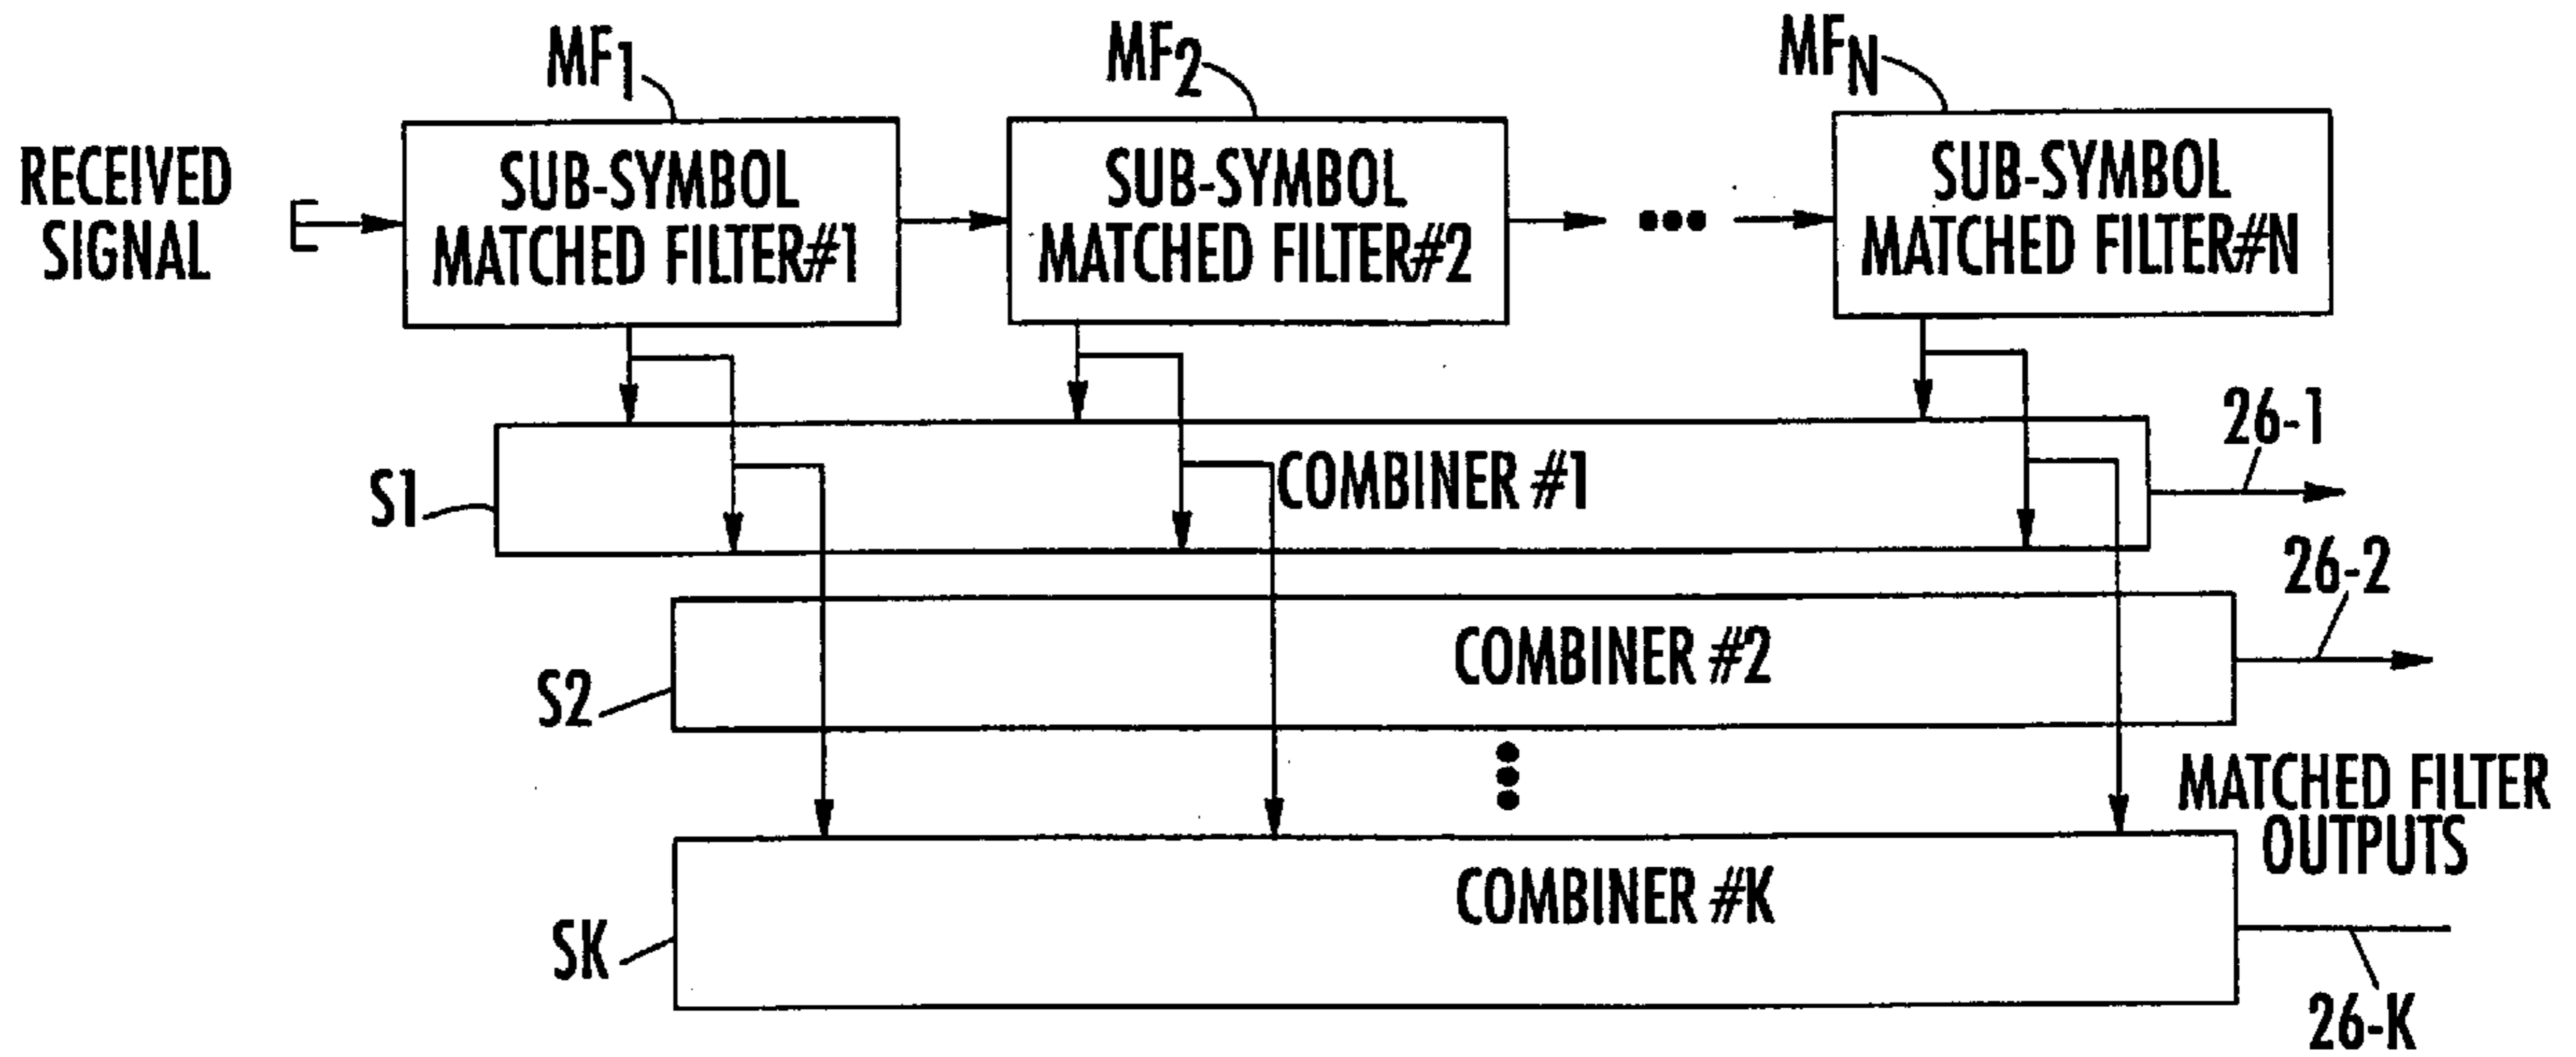 MF1
MF2
MFN
RECEIVED
SIGNAL
SUB-SYMBOL
MATCHED FILTER#1
SUB-SYMBOL
MATCHED FILTER#2
SUB-SYMBOL
MATCHED FILTER#N
S1
COMBINER #1
26-1
S2
COMBINER #2
26-2
MATCHED FILTER
OUTPUTS
SK
COMBINER #K
26-K